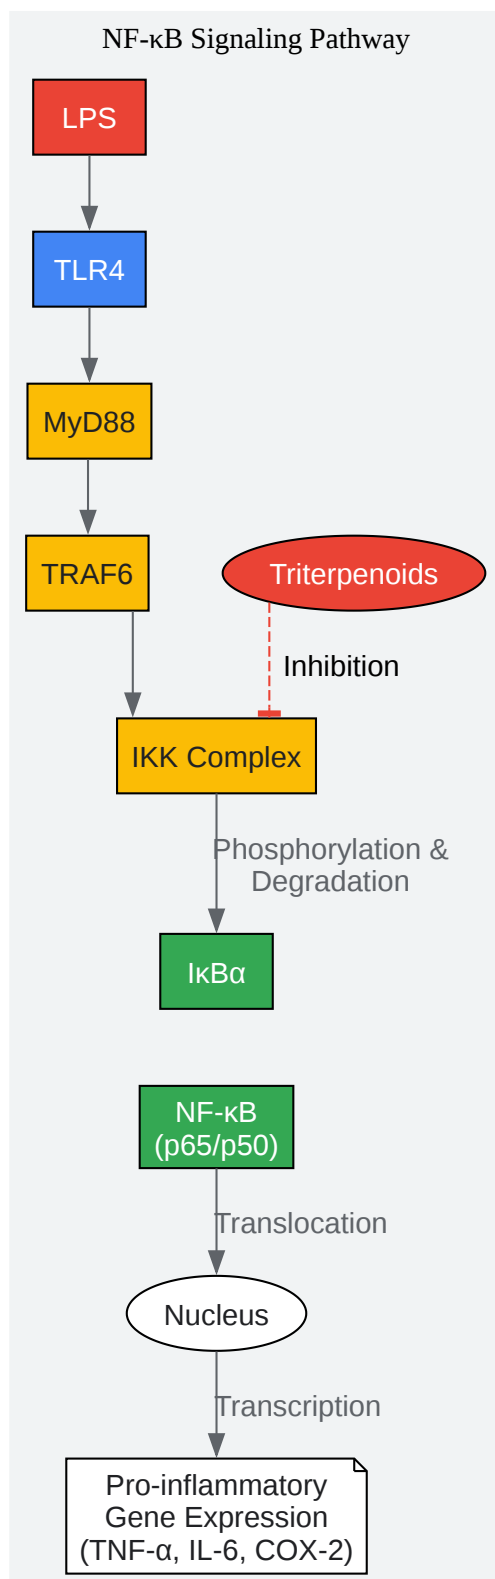 NF-κB Signaling Pathway
LPS
TLR4
MyD88
TRAF6
Triterpenoids
Inhibition
IKK Complex
Phosphorylation &
Degradation
IκBα
NF-κB
(p65/p50)
Translocation
Nucleus
Transcription
Pro-inflammatory
Gene Expression
(TNF-α, IL-6, COX-2)